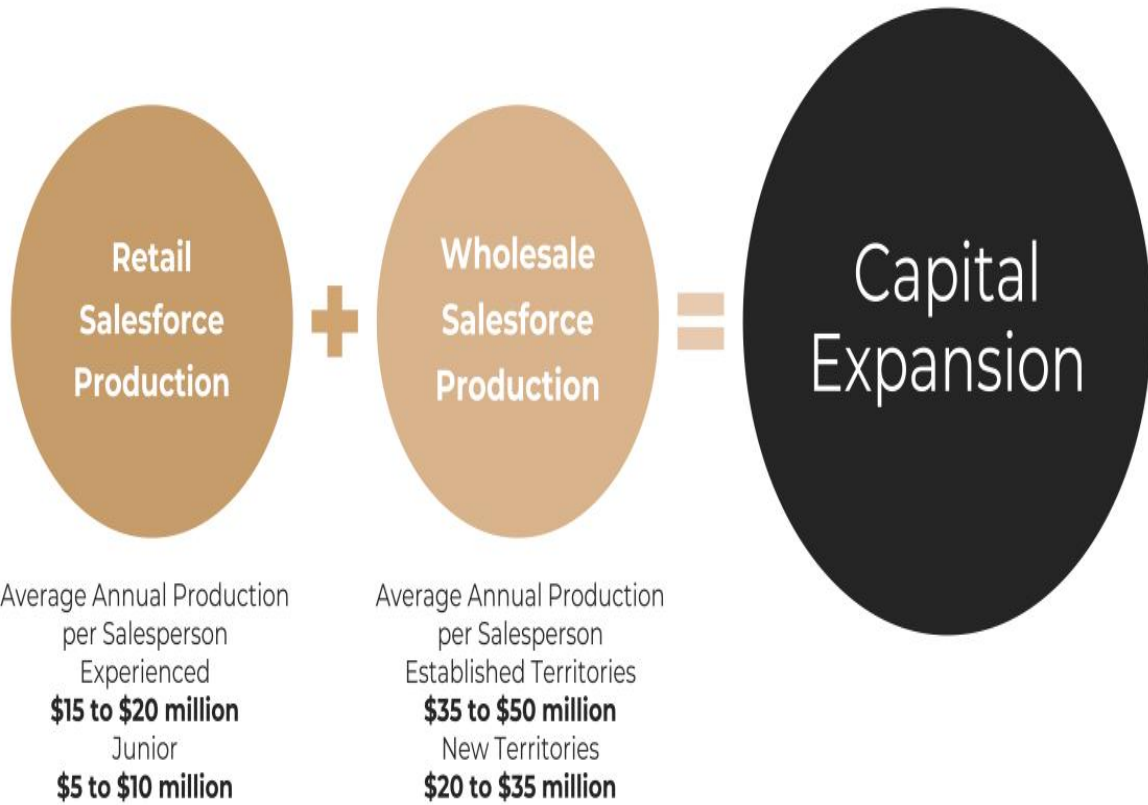 Retail
Salesforce
Production
+
Wholesale
Salesforce
Production
=
Capital
Expansion
Average Annual Production
per Salesperson
Experienced
$15 to $20 million
Junior
$5 to $10 million
Average Annual Production
per Salesperson
Established Territories
$35 to $50 million
New Territories
$20 to $35 million